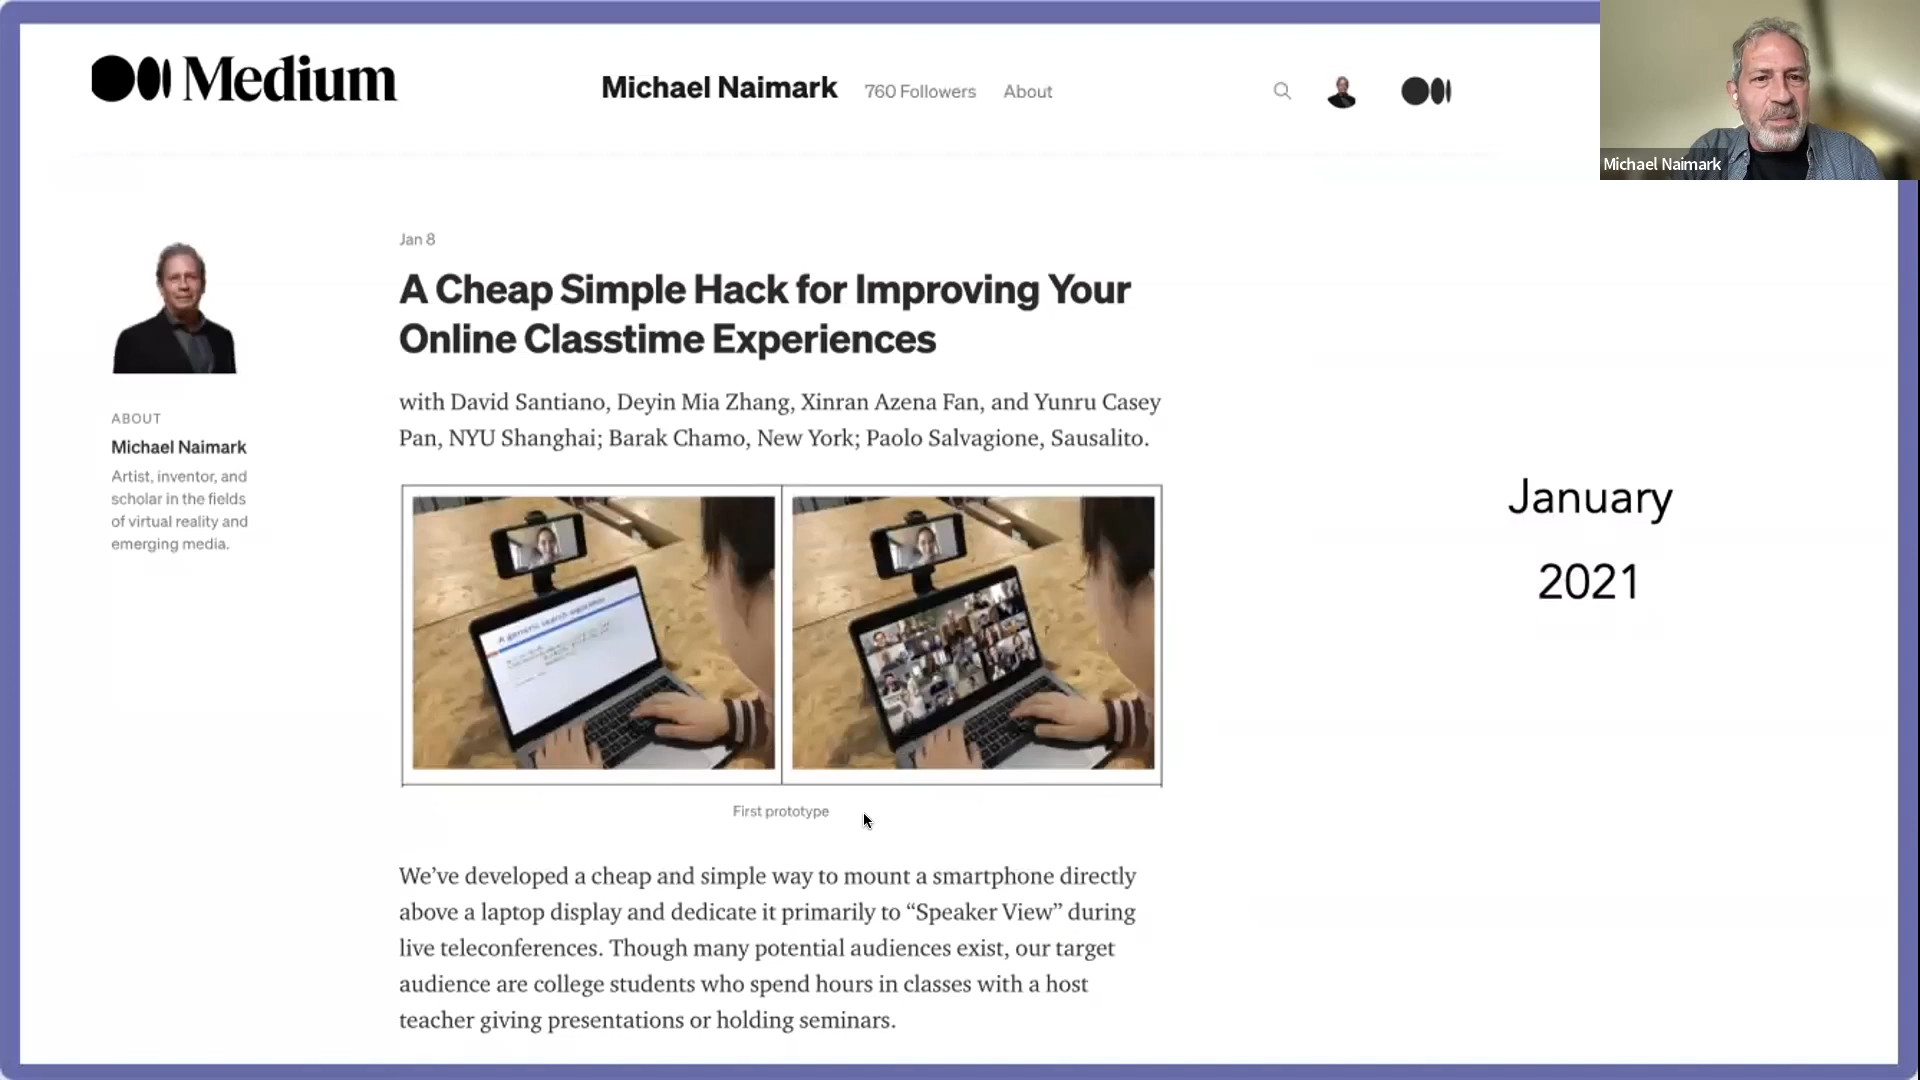 Medium
Michael Naimark 760 Followers About
Michael Naimark
Jan 8
A Cheap Simple Hack for Improving Your
Online Classtime Experiences
with David Santiano, Deyin Mia Zhang, Xinran Azena Fan, and Yunru Casey
Pan, NYU Shanghai; Barak Chamo, New York; Paolo Salvagione, Sausalito.
ABOUT
Michael Naimark
Artist, inventor, and
scholar in the fields
of virtual reality and
emerging media.
A generic search algorithm
First prototype
January
2021
We’ve developed a cheap and simple way to mount a smartphone directly
above a laptop display and dedicate it primarily to “Speaker View” during
live teleconferences. Though many potential audiences exist, our target
audience are college students who spend hours in classes with a host
teacher giving presentations or holding seminars.